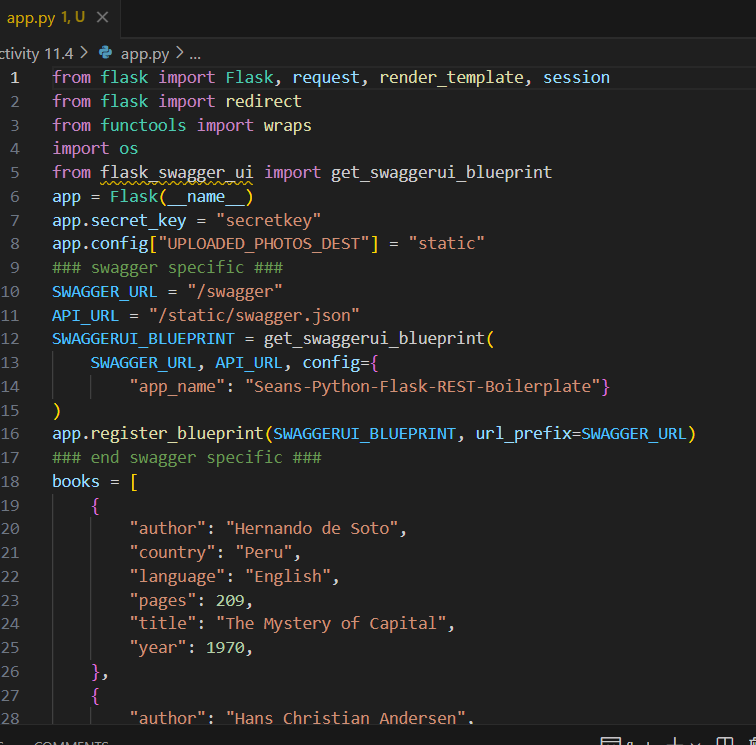 app.py 1, U
ctivity 11.4 > app.py > ...
1 from flask import Flask, request, render_template, session
2 from flask import redirect
3 from functools import wraps
4 import os
5 from flask_swagger_ui import get_swaggerui_blueprint
6 app = Flask(__name__)
7 app.secret_key = "secretkey"
8 app.config["UPLOADED_PHOTOS_DEST"] = "static"
9 ### swagger specific ###
10 SWAGGER_URL = "/swagger"
11 API_URL = "/static/swagger.json"
12 SWAGGERUI_BLUEPRINT = get_swaggerui_blueprint(
13     SWAGGER_URL, API_URL, config={
14         "app_name": "Seans-Python-Flask-REST-Boilerplate"}
15 )
16 app.register_blueprint(SWAGGERUI_BLUEPRINT, url_prefix=SWAGGER_URL)
17 ### end swagger specific ###
18 books = [
19     {
20         "author": "Hernando de Soto",
21         "country": "Peru",
22         "language": "English",
23         "pages": 209,
24         "title": "The Mystery of Capital",
25         "year": 1970,
26     },
27     {
28         "author": "Hans Christian Andersen",
COMMENTS